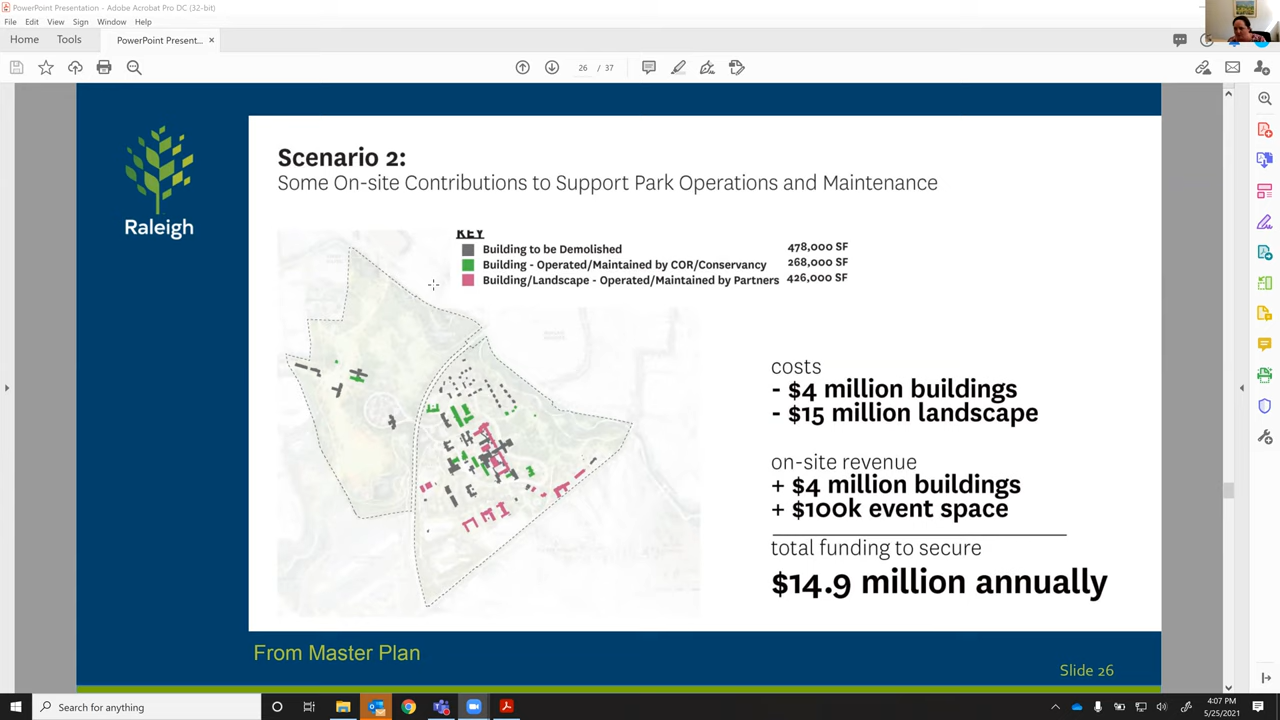 PowerPoint Presentation - Adobe Acrobat Pro DC (32-bit)
File Edit View Sign Window Help
Home Tools PowerPoint Present... ×
26 / 37
Raleigh
Scenario 2:
Some On-site Contributions to Support Park Operations and Maintenance
KEY
Building to be Demolished 478,000 SF
Building - Operated/Maintained by COR/Conservancy 268,000 SF
Building/Landscape - Operated/Maintained by Partners 426,000 SF
costs
- $4 million buildings
- $15 million landscape
on-site revenue
+ $4 million buildings
+ $100k event space
total funding to secure
$14.9 million annually
From Master Plan
Slide 26
Search for anything
4:07 PM
5/25/2021